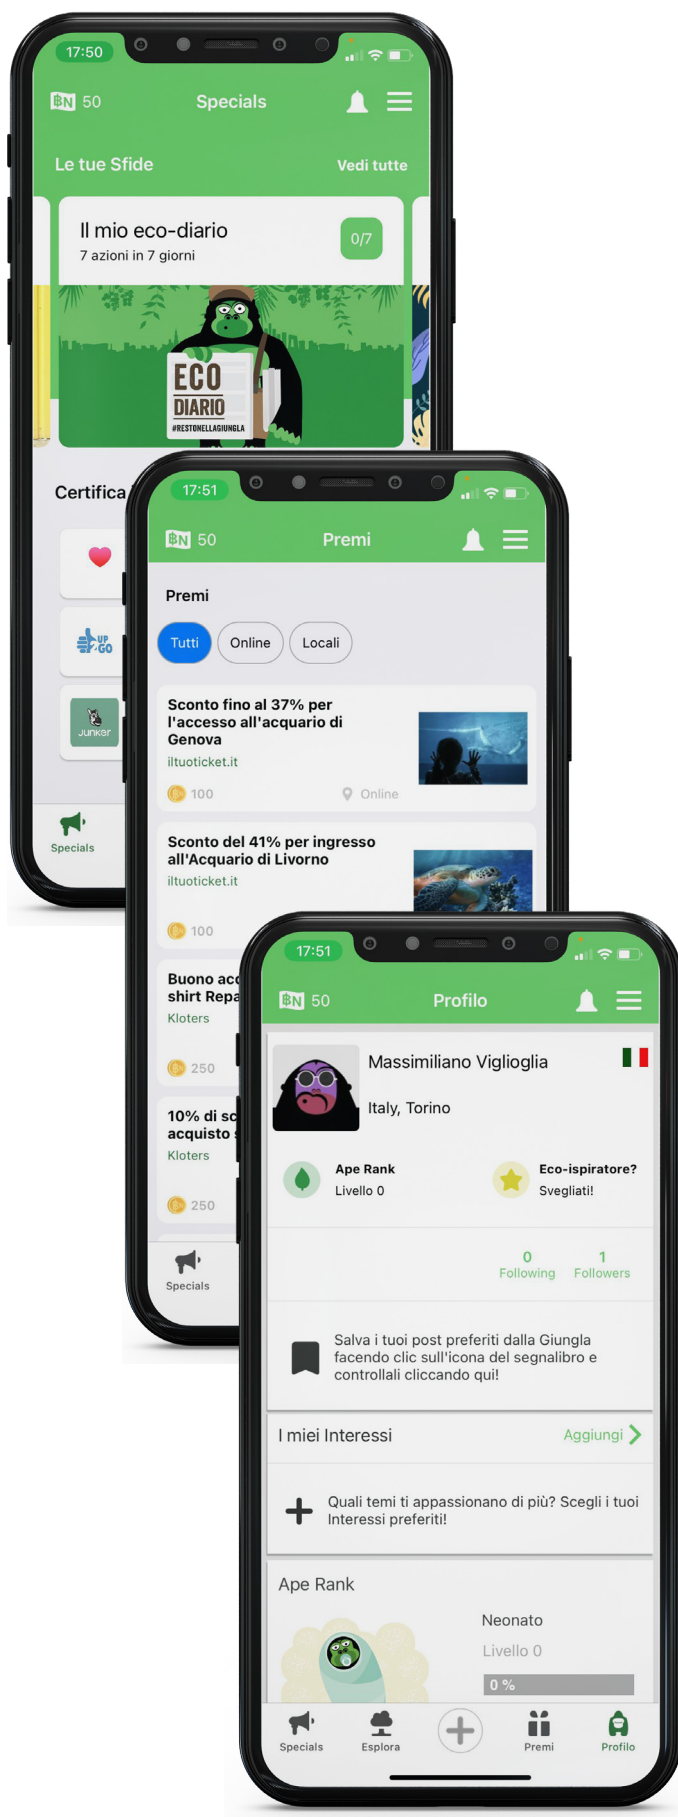 17:50
BN 50
Specials
Le tue Sfide
Vedi tutte
Il mio eco-diario
7 azioni in 7 giorni
0/7
ECO
DIARIO
#RESTONELLAGIUNGLA
Certifica
UP
2GO
JUNKER
Specials
17:51
BN 50
Premi
Premi
Tutti
Online
Locali
Sconto fino al 37% per
l'accesso all'acquario di
Genova
iltuoticket.it
100
Online
Sconto del 41% per ingresso
all'Acquario di Livorno
iltuoticket.it
100
Buono
shirt
Kloters
250
10% di
acquisto
Kloters
250
Specials
17:51
BN 50
Profilo
Massimiliano Viglioglia
Italy, Torino
Ape Rank
Livello 0
Eco-ispiratore?
Svegliati!
0
Following
1
Followers
Salva i tuoi post preferiti dalla Giungla
facendo clic sull'icona del segnalibro e
controllali cliccando qui!
I miei Interessi
Aggiungi
Quali temi ti appassionano di più? Scegli i tuoi
Interessi preferiti!
Ape Rank
Neonato
Livello 0
0 %
Specials
Esplora
Premi
Profilo